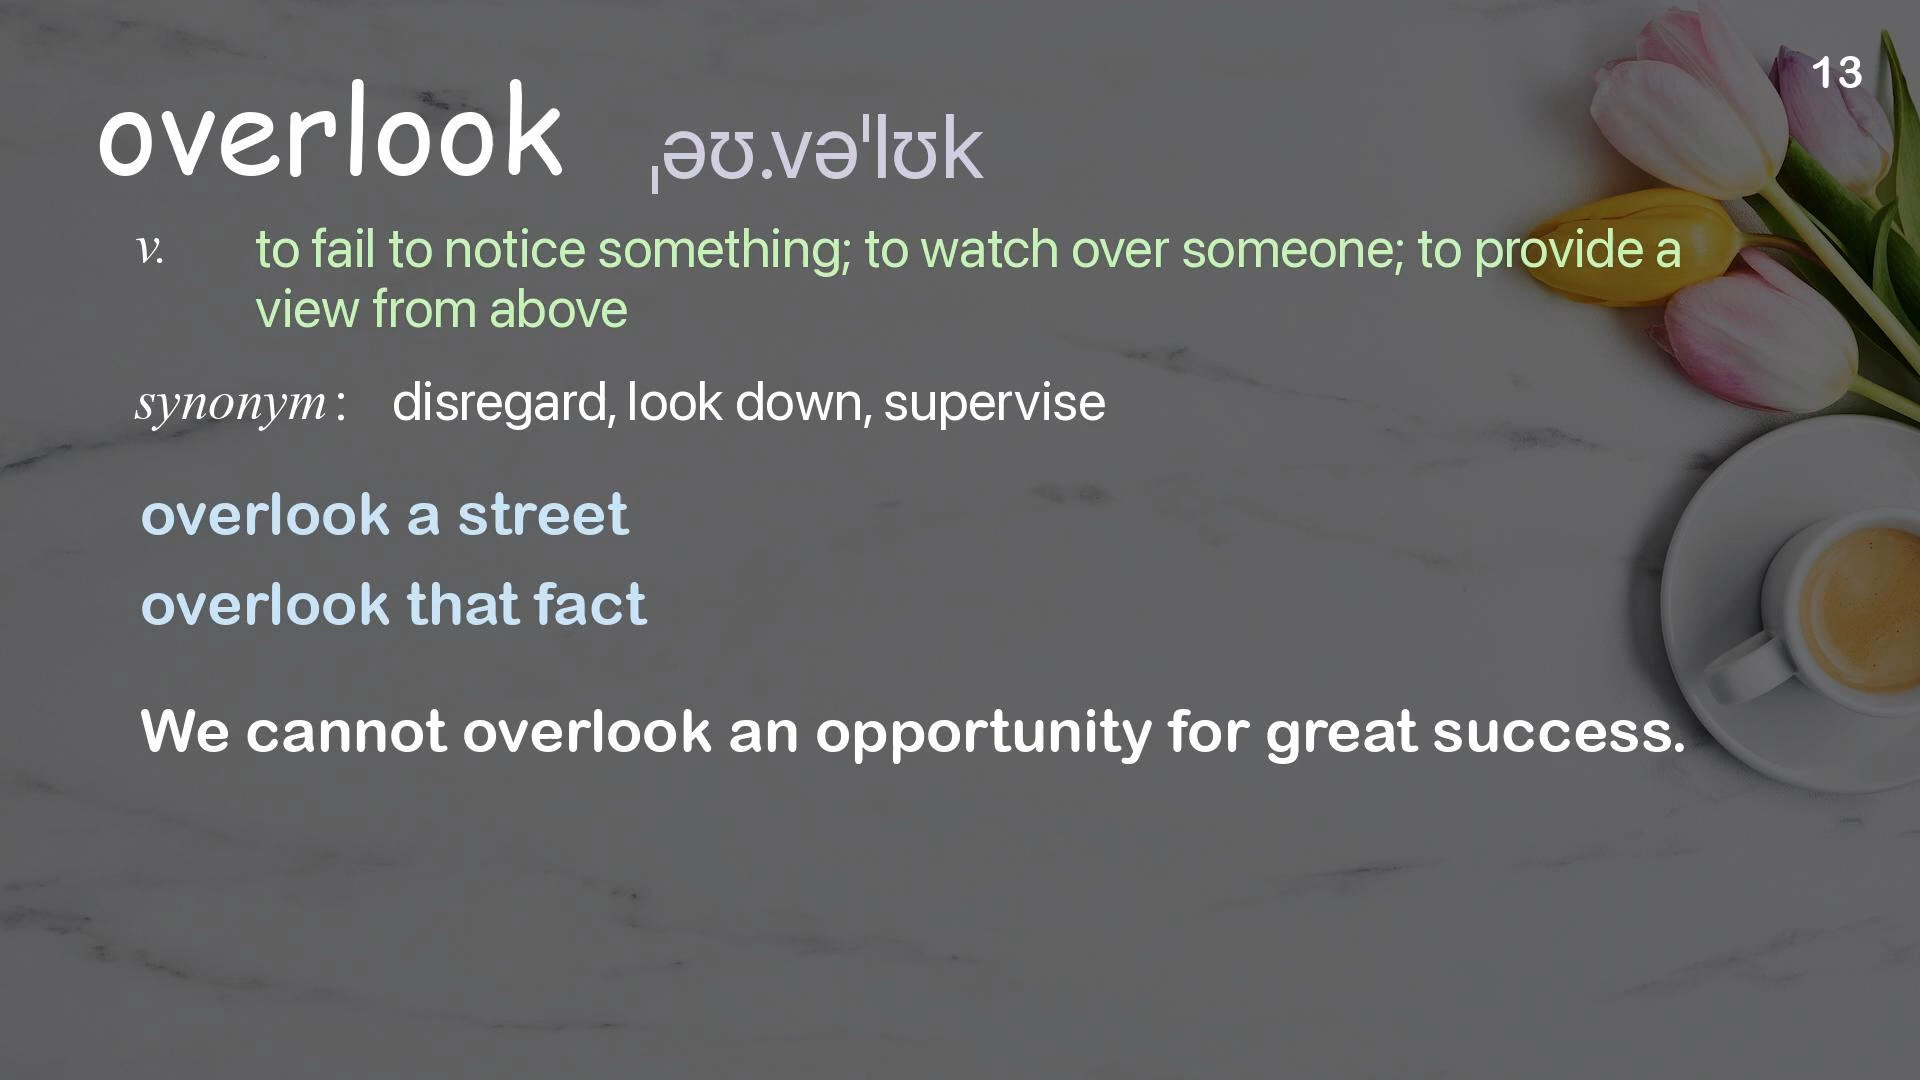 13
overlook ˌəʊ.vəˈlʊk
v. to fail to notice something; to watch over someone; to provide a
view from above
synonym : disregard, look down, supervise
overlook a street
overlook that fact
We cannot overlook an opportunity for great success.